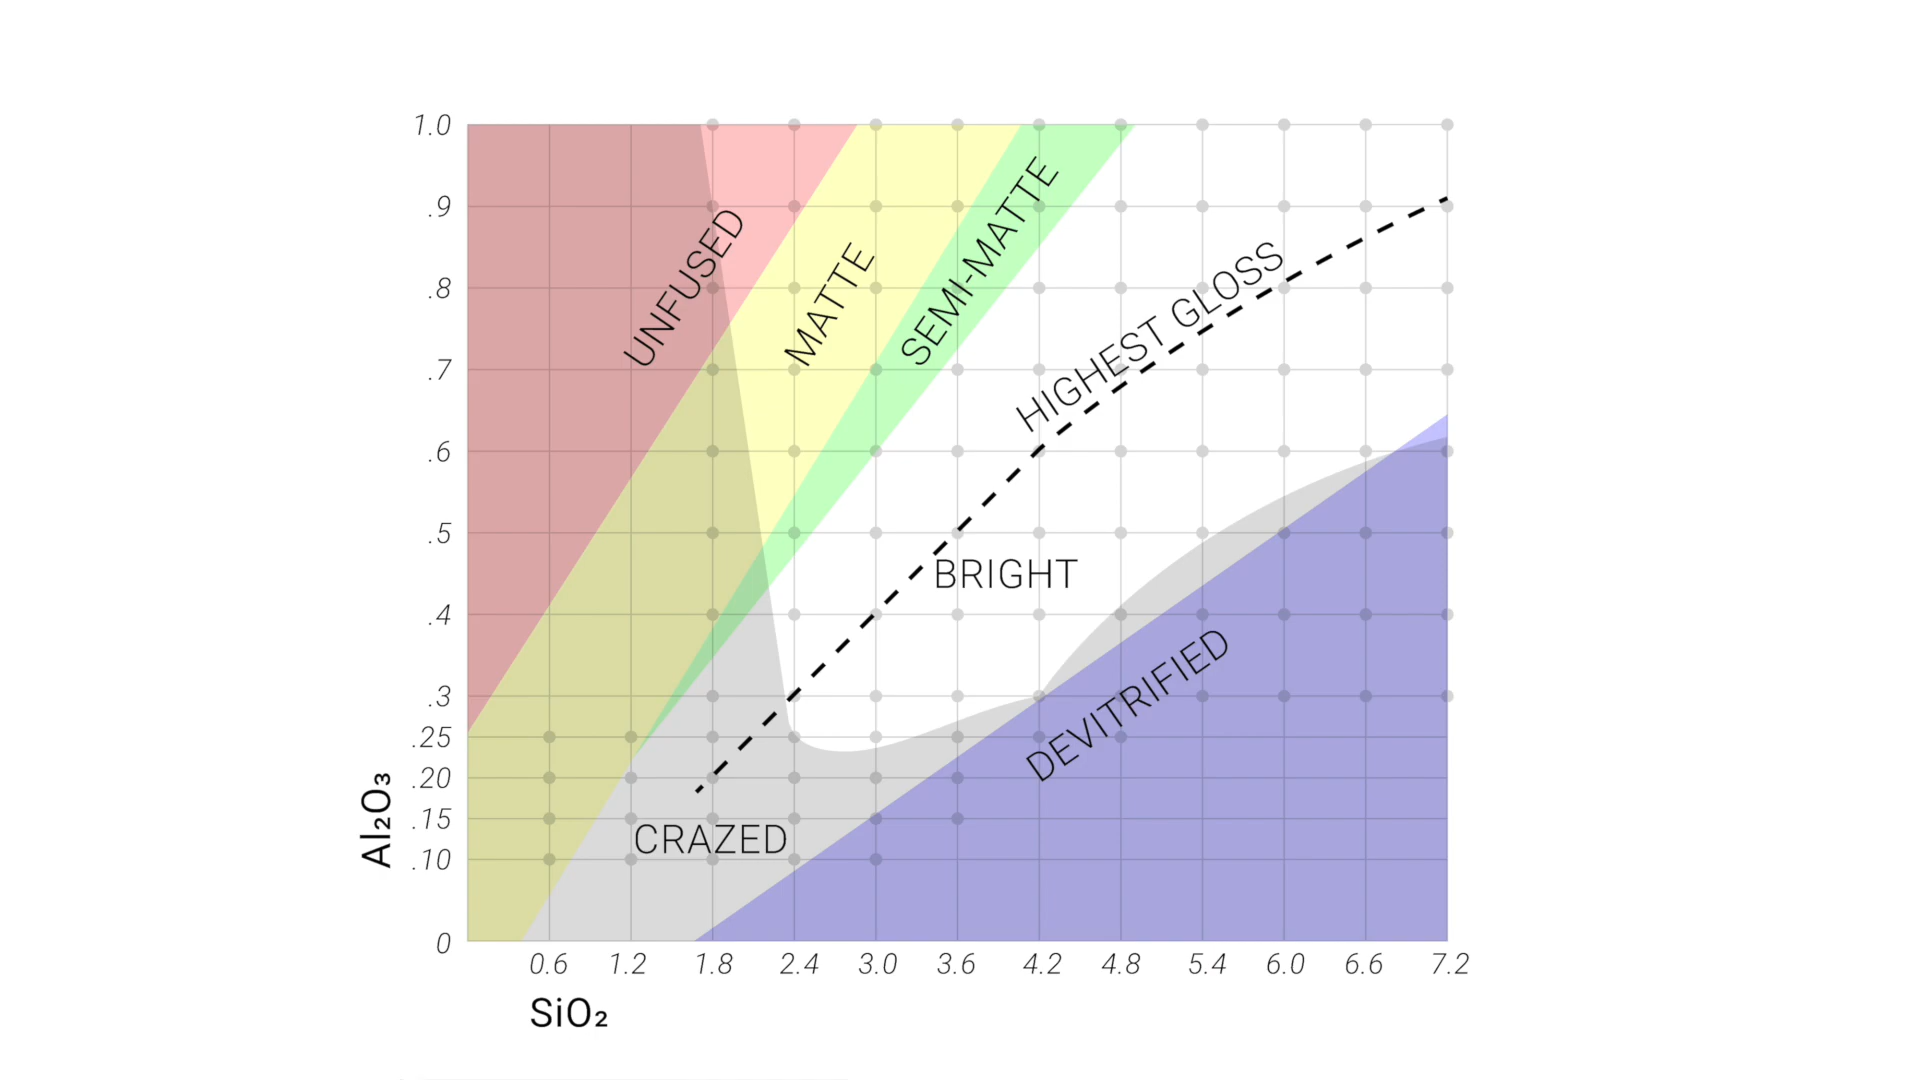 1.0
.9
.8
.7
.6
.5
.4
.3
.25
.20
.15
.10
0
Al₂O₃
UNFUSED
MATTE
SEMI-MATTE
HIGHEST GLOSS
BRIGHT
DEVITRIFIED
CRAZED
0.6 1.2 1.8 2.4 3.0 3.6 4.2 4.8 5.4 6.0 6.6 7.2
SiO₂